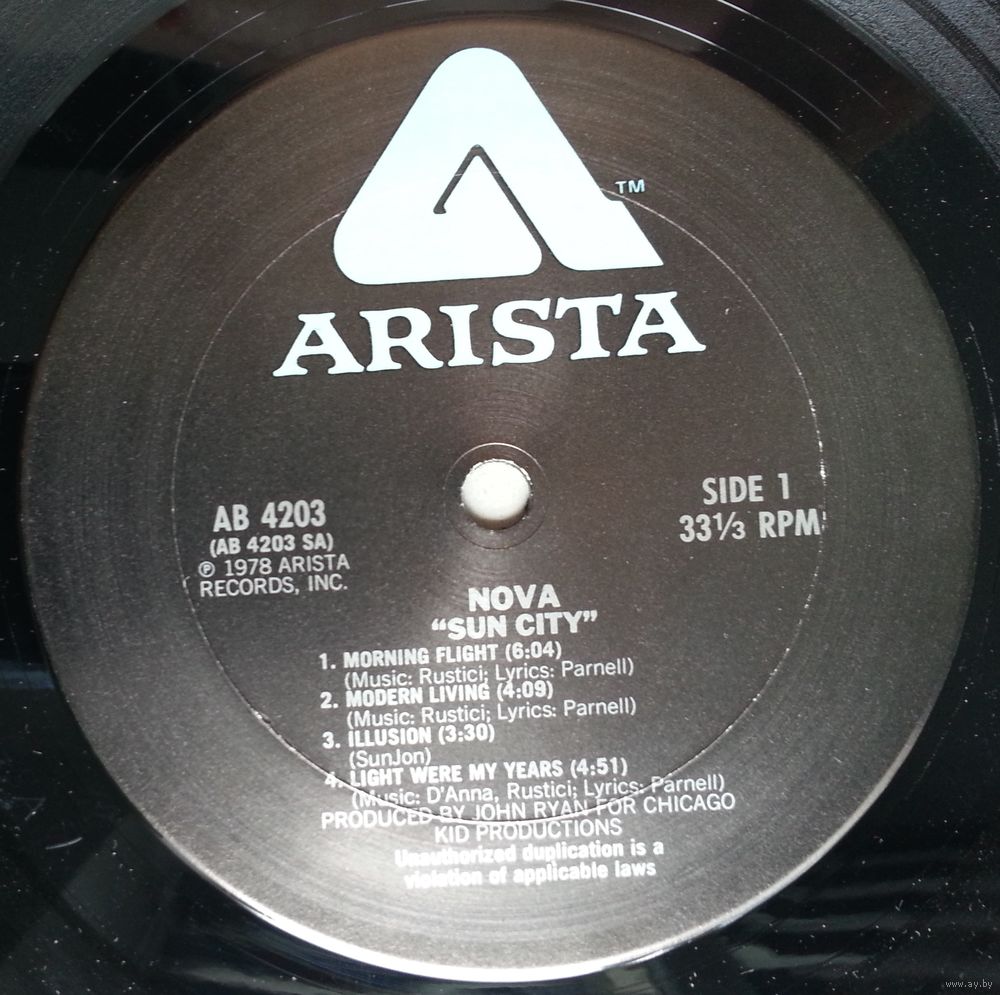 TM
ARISTA
AB 4203
(AB 4203 SA)
℗ 1978 ARISTA
RECORDS, INC.
SIDE 1
33⅓ RPM
NOVA
“SUN CITY”
1. MORNING FLIGHT (6:04)
(Music: Rustici; Lyrics: Parnell)
2. MODERN LIVING (4:09)
(Music: Rustici; Lyrics: Parnell)
3. ILLUSION (3:30)
(SunJon)
4. LIGHT WERE MY YEARS (4:51)
(Music: D'Anna, Rustici; Lyrics: Parnell)
PRODUCED BY JOHN RYAN FOR CHICAGO
KID PRODUCTIONS
Unauthorized duplication is a
violation of applicable laws
www.ay.by